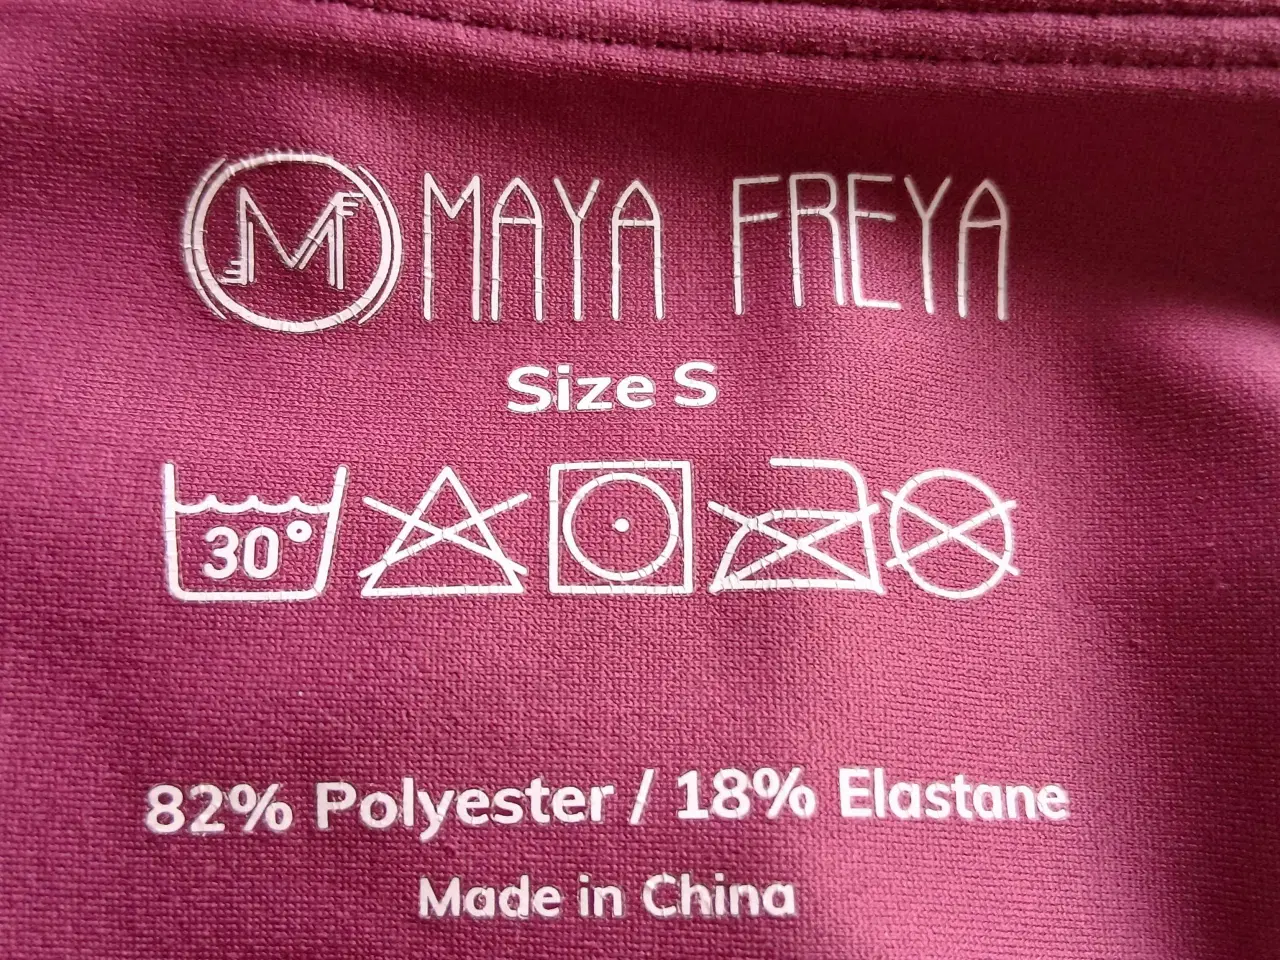 M MAYA FREYA
Size S
30°
82% Polyester / 18% Elastane
Made in China